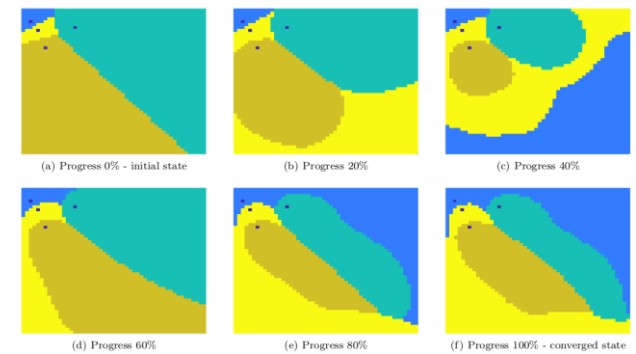 (a) Progress 0% - initial state
(b) Progress 20%
(c) Progress 40%
(d) Progress 60%
(e) Progress 80%
(f) Progress 100% - converged state